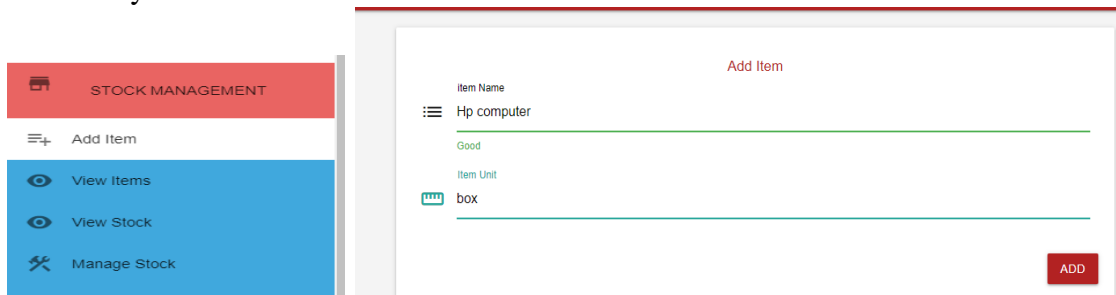 STOCK MANAGEMENT
Add Item
View Items
View Stock
Manage Stock
Add Item
item Name
Hp computer
Good
Item Unit
box
ADD